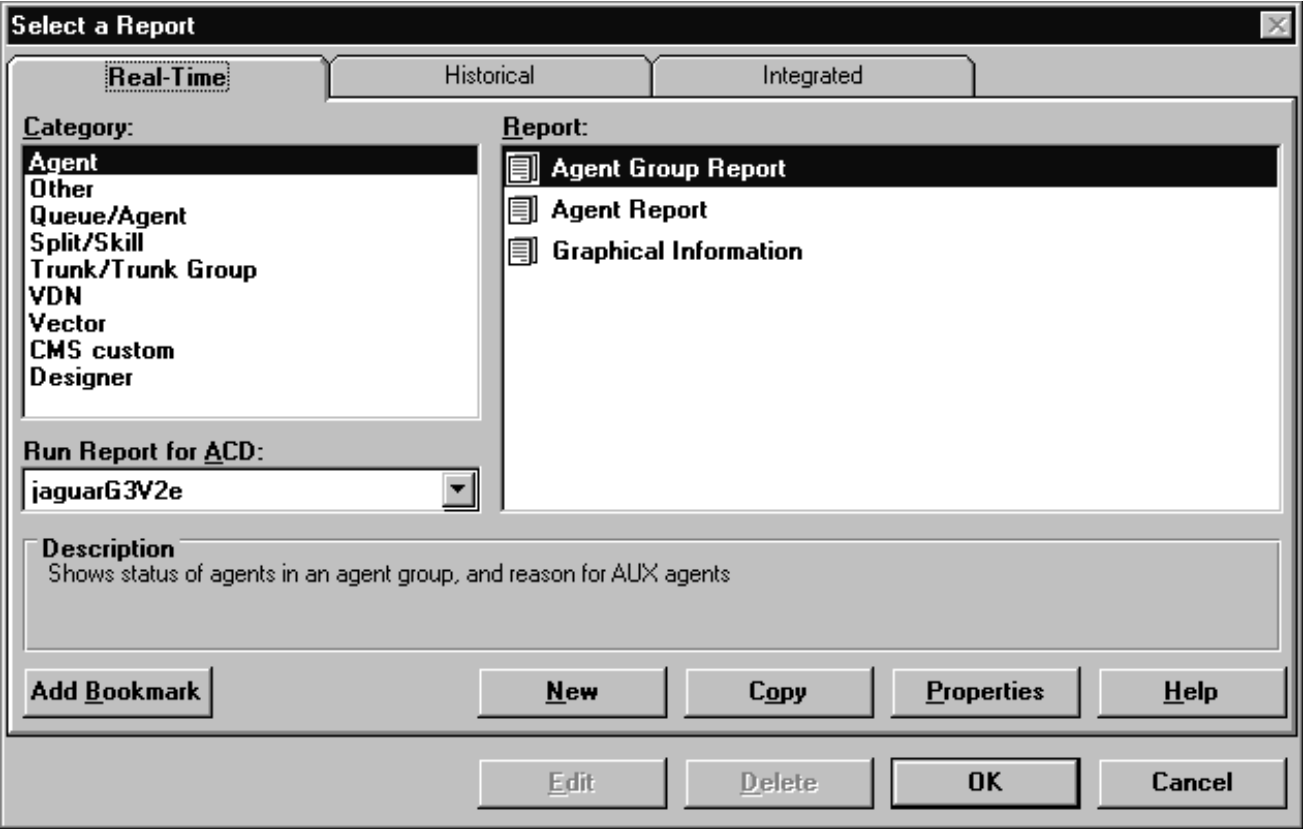 Select a Report
Real-Time
Historical
Integrated
Category:
Agent
Other
Queue/Agent
Split/Skill
Trunk/Trunk Group
VDN
Vector
CMS custom
Designer
Report:
Agent Group Report
Agent Report
Graphical Information
Run Report for ACD:
jaguarG3V2e
Description
Shows status of agents in an agent group, and reason for AUX agents
Add Bookmark
New
Copy
Properties
Help
Edit
Delete
OK
Cancel